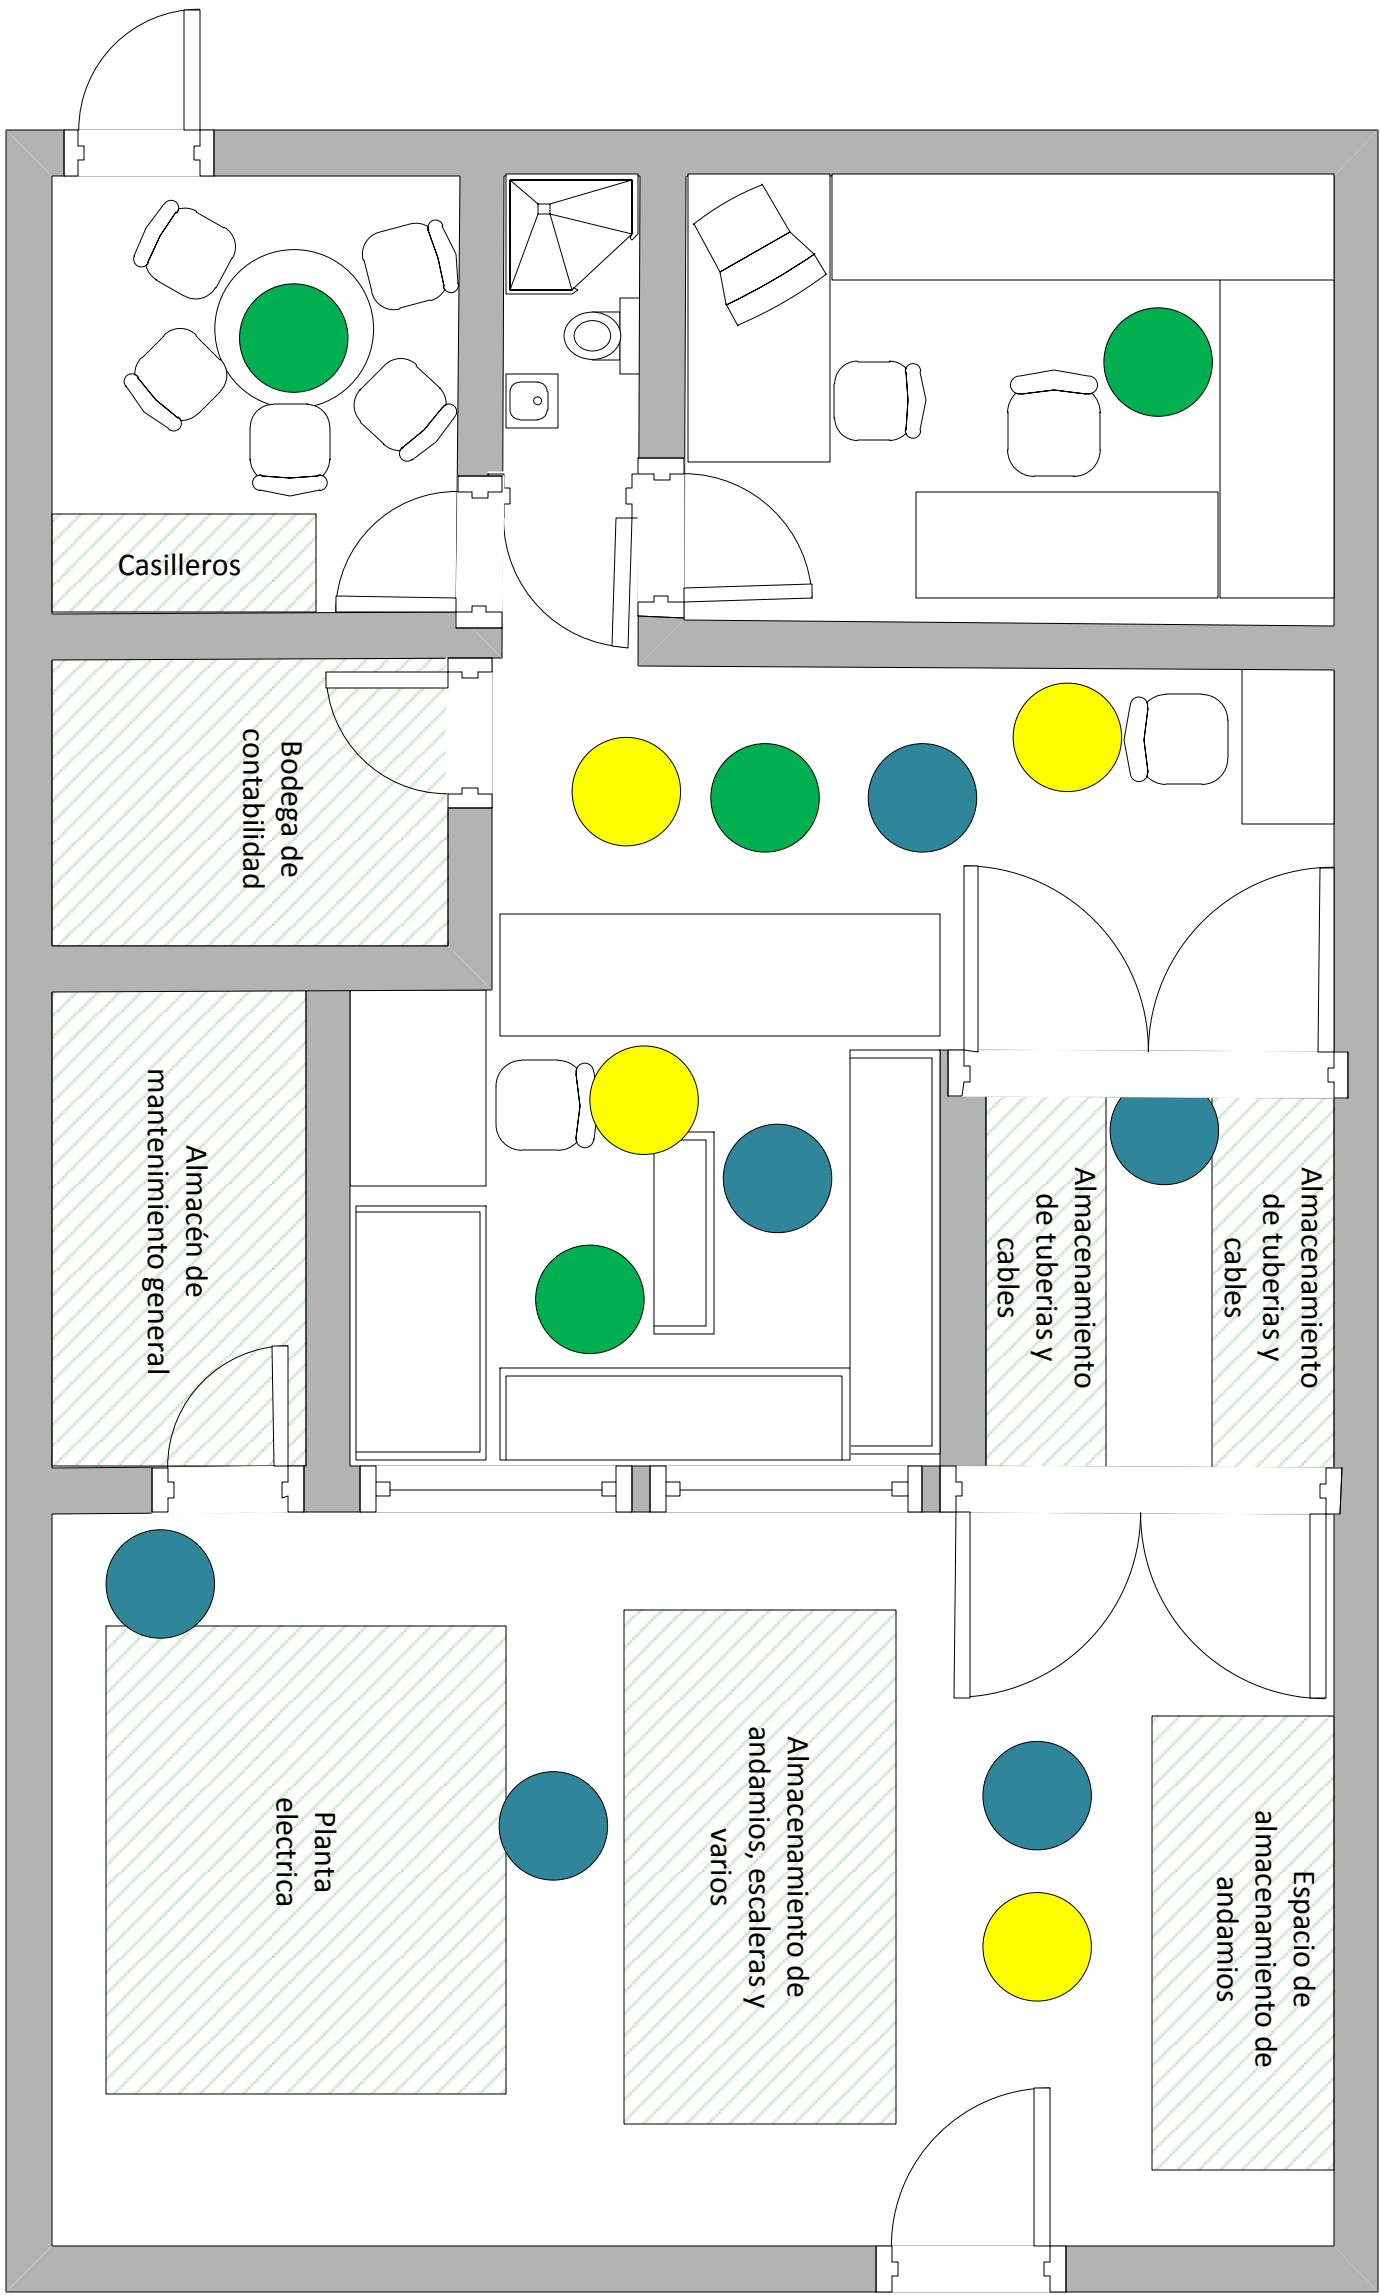 Casilleros
Bodega de
contabilidad
Almacén de
mantenimiento general
Almacenamiento
de tuberias y
cables
Almacenamiento
de tuberias y
cables
Planta
electrica
Almacenamiento de
andamios, escaleras y
varios
Espacio de
almacenamiento de
andamios